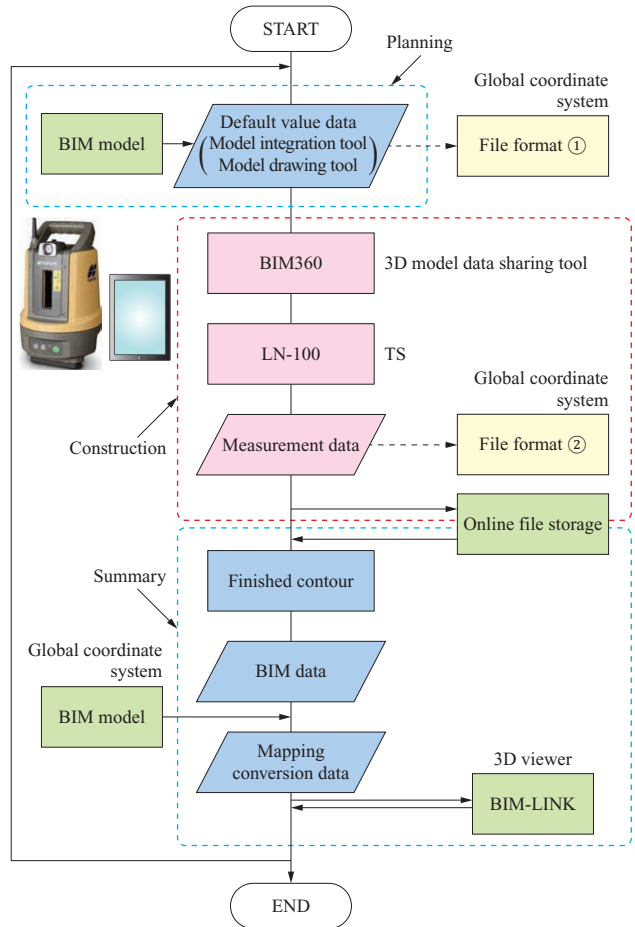 START
Planning
Global coordinate
system
BIM model
Default value data
(Model integration tool
Model drawing tool)
File format ①
BIM360
3D model data sharing tool
LN-100
TS
Global coordinate
system
Construction
Measurement data
File format ②
Online file storage
Summary
Finished contour
Global coordinate
system
BIM data
BIM model
Mapping
conversion data
3D viewer
BIM-LINK
END